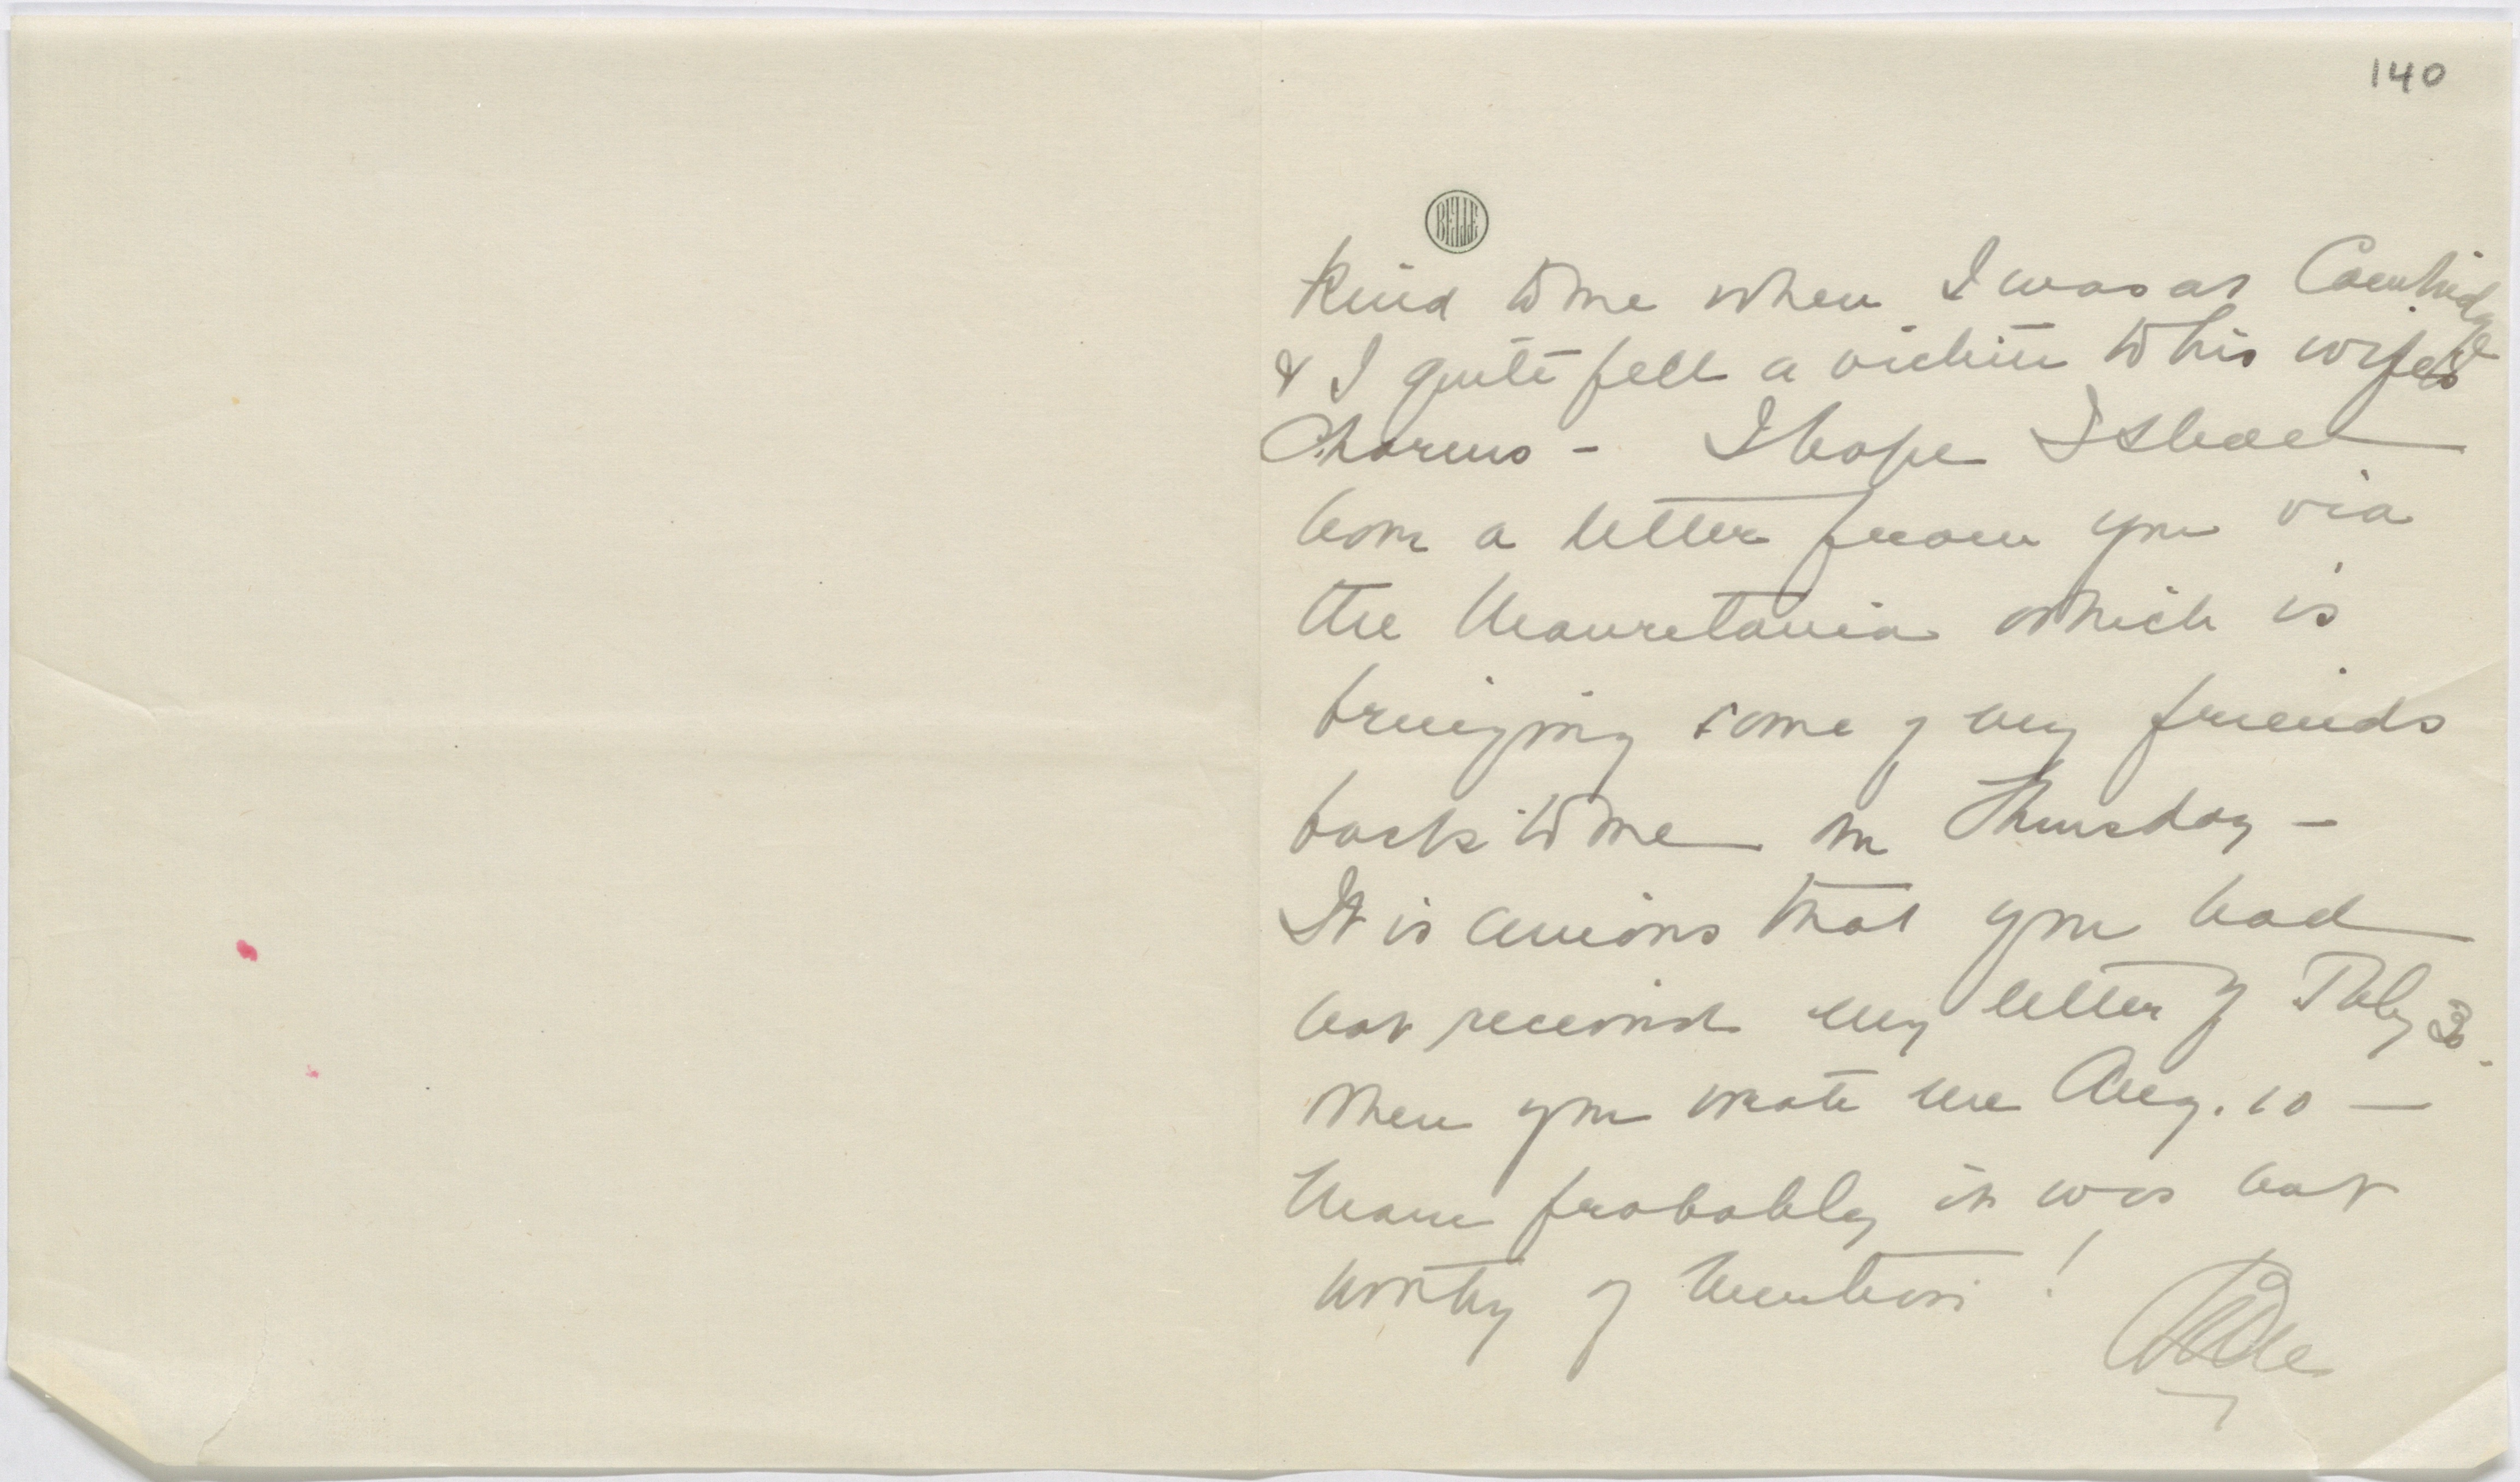 140
BELLE
kind to me when I was at Cambridge
& I quite fell a victim to his wife's
Charms - I hope I shall
have a letter from you via
the Mauretania which is
bringing some of my friends
back to me on Thursday -
It is curious that you had
not received my letter of July 30 -
when you wrote me Aug. 10 —
Many probably it was not
worthy of mention!
Belle